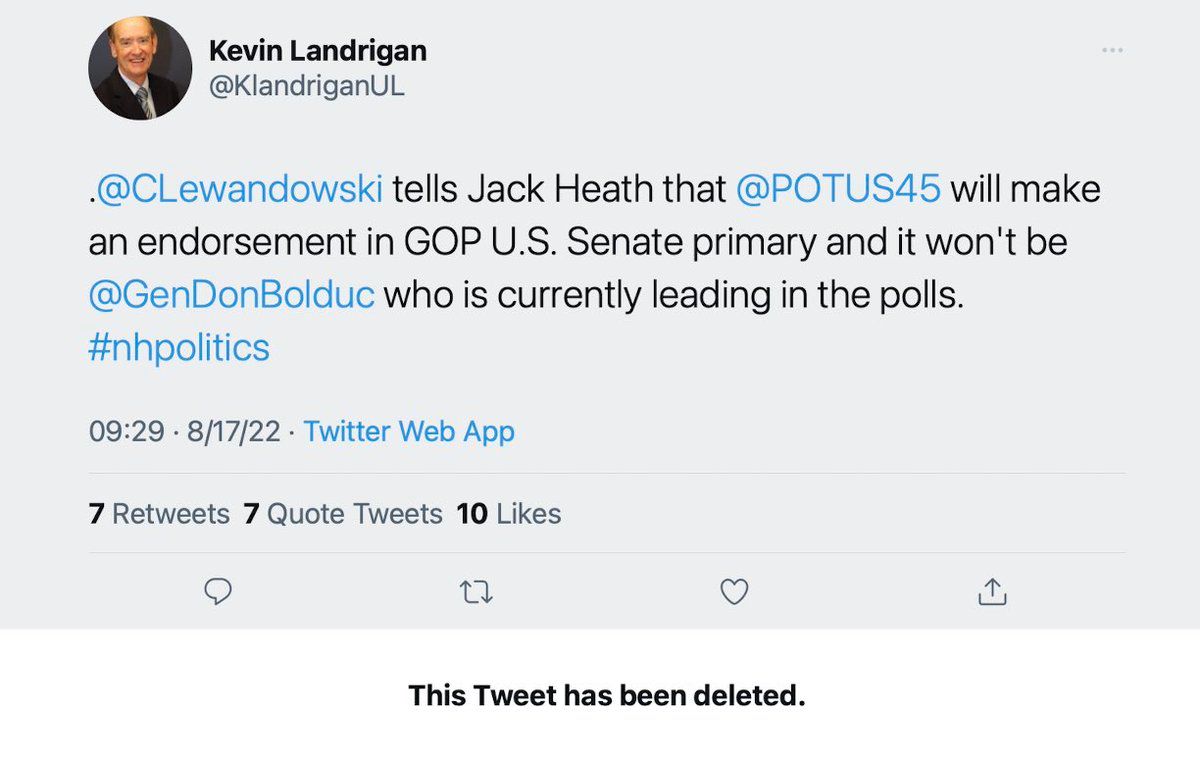 Kevin Landrigan
@KlandriganUL
.@CLewandowski tells Jack Heath that @POTUS45 will make
an endorsement in GOP U.S. Senate primary and it won't be
@GenDonBolduc who is currently leading in the polls.
#nhpolitics
09:29 · 8/17/22 · Twitter Web App
7 Retweets 7 Quote Tweets 10 Likes
This Tweet has been deleted.